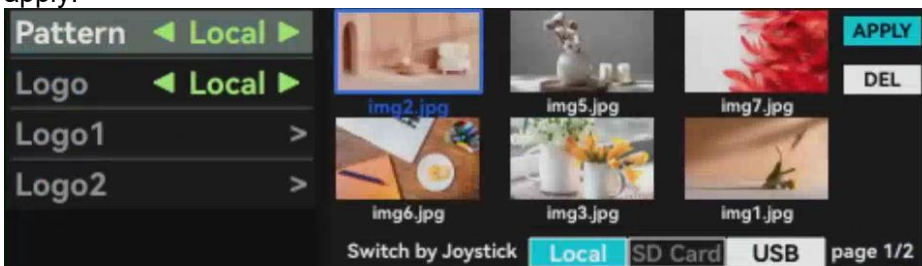 apply.
Pattern ◀ Local ▶
Logo ◀ Local ▶
Logo1 >
Logo2 >
img2.jpg img5.jpg img7.jpg
APPLY
DEL
img6.jpg img3.jpg img1.jpg
Switch by Joystick Local SD Card USB page 1/2